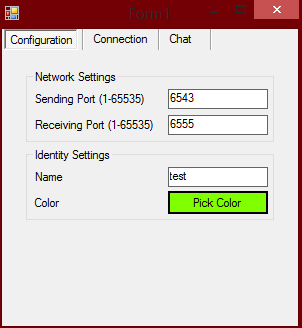 Form1
Configuration Connection Chat
Network Settings
Sending Port (1-65535) 6543
Receiving Port (1-65535) 6555
Identity Settings
Name test
Color Pick Color